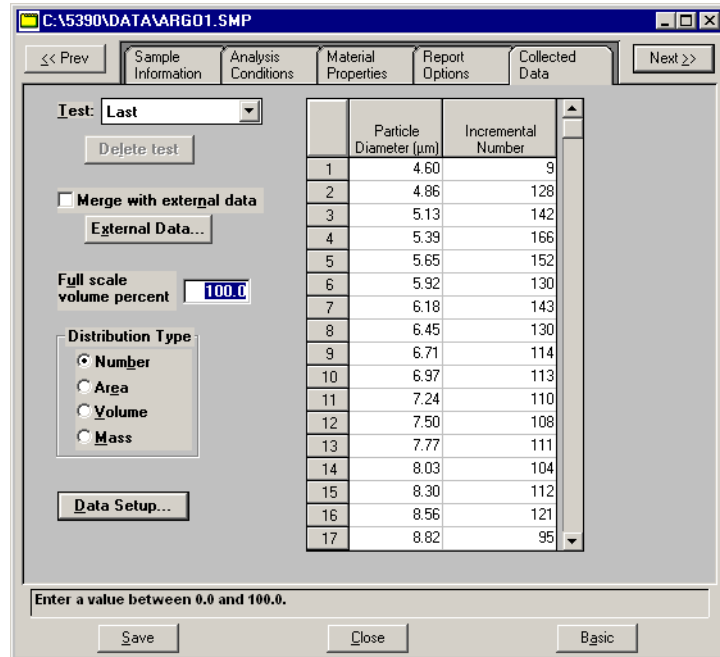 C:\5390\DATA\ARGO1.SMP
<< Prev
Sample Information
Analysis Conditions
Material Properties
Report Options
Collected Data
Next >>
Test: Last
Delete test
Merge with external data
External Data...
Full scale volume percent 100.0
Distribution Type
Number
Area
Volume
Mass
Data Setup...
Particle Diameter (µm) Incremental Number
1 4.60 9
2 4.86 128
3 5.13 142
4 5.39 166
5 5.65 152
6 5.92 130
7 6.18 143
8 6.45 130
9 6.71 114
10 6.97 113
11 7.24 110
12 7.50 108
13 7.77 111
14 8.03 104
15 8.30 112
16 8.56 121
17 8.82 95
Enter a value between 0.0 and 100.0.
Save
Close
Basic